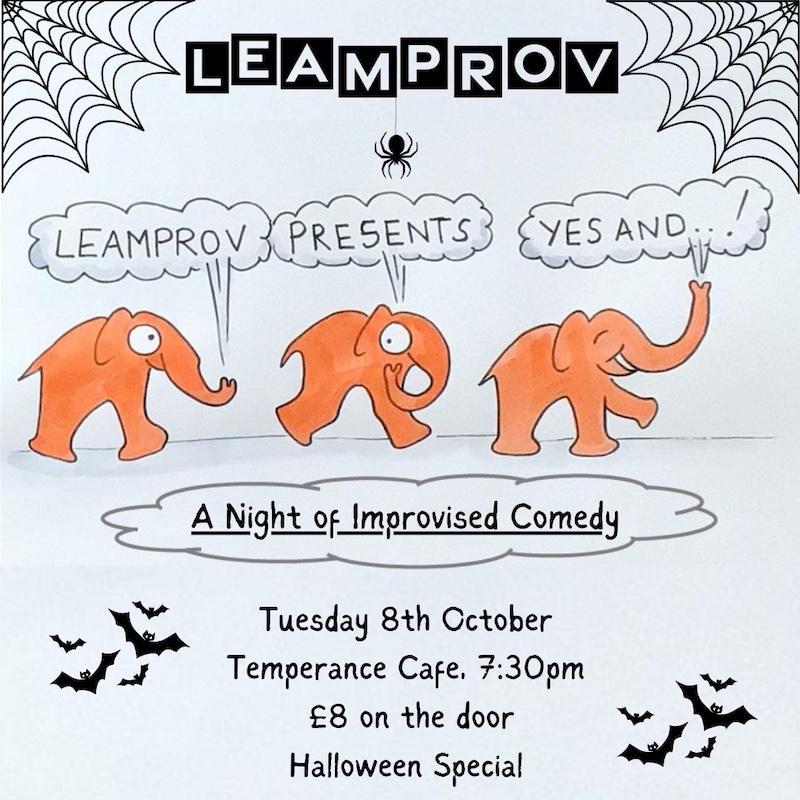 LEAMPROV
LEAMPROV PRESENTS YES AND...!
A Night of Improvised Comedy
Tuesday 8th October
Temperance Cafe, 7:30pm
£8 on the door
Halloween Special